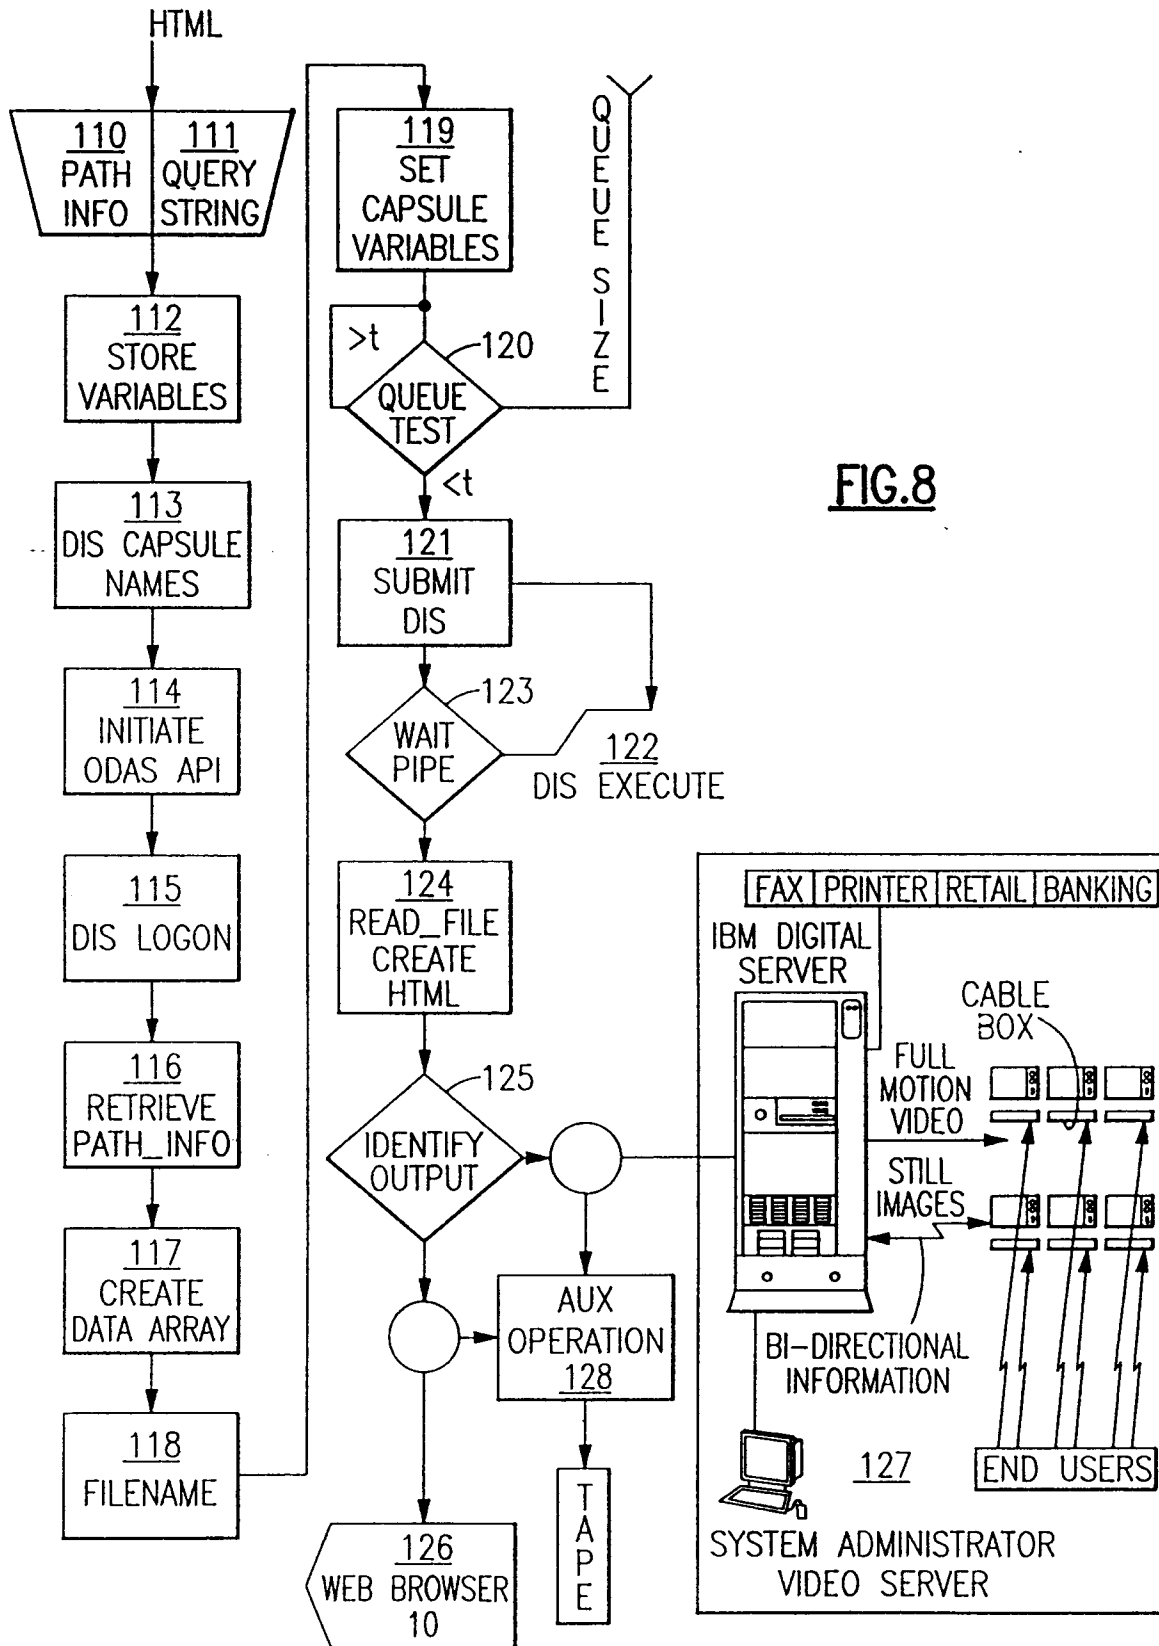 HTML
110
PATH
INFO
111
QUERY
STRING
112
STORE
VARIABLES
113
DIS CAPSULE
NAMES
114
INITIATE
ODAS API
115
DIS LOGON
116
RETRIEVE
PATH_INFO
117
CREATE
DATA ARRAY
118
FILENAME
119
SET
CAPSULE
VARIABLES
QUEUE SIZE
>t
120
QUEUE
TEST
<t
121
SUBMIT
DIS
123
WAIT
PIPE
122
DIS EXECUTE
124
READ_FILE
CREATE
HTML
125
IDENTIFY
OUTPUT
AUX
OPERATION
128
TAPE
126
WEB BROWSER
10
FIG.8
FAX PRINTER RETAIL BANKING
IBM DIGITAL
SERVER
CABLE
BOX
FULL
MOTION
VIDEO
STILL
IMAGES
BI-DIRECTIONAL
INFORMATION
127
END USERS
SYSTEM ADMINISTRATOR
VIDEO SERVER